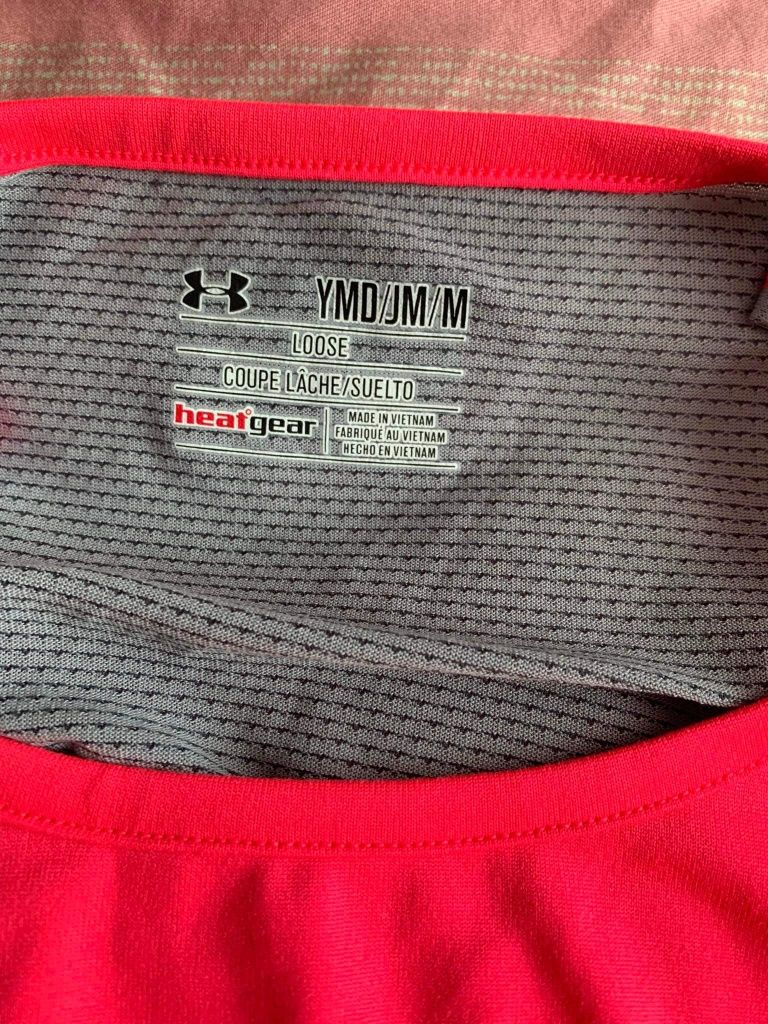 YMD/JM/M
LOOSE
COUPE LÂCHE/SUELTO
heatgear
MADE IN VIETNAM
FABRIQUÉ AU VIETNAM
HECHO EN VIETNAM